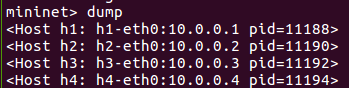 mininet> dump
<Host h1: h1-eth0:10.0.0.1 pid=11188>
<Host h2: h2-eth0:10.0.0.2 pid=11190>
<Host h3: h3-eth0:10.0.0.3 pid=11192>
<Host h4: h4-eth0:10.0.0.4 pid=11194>